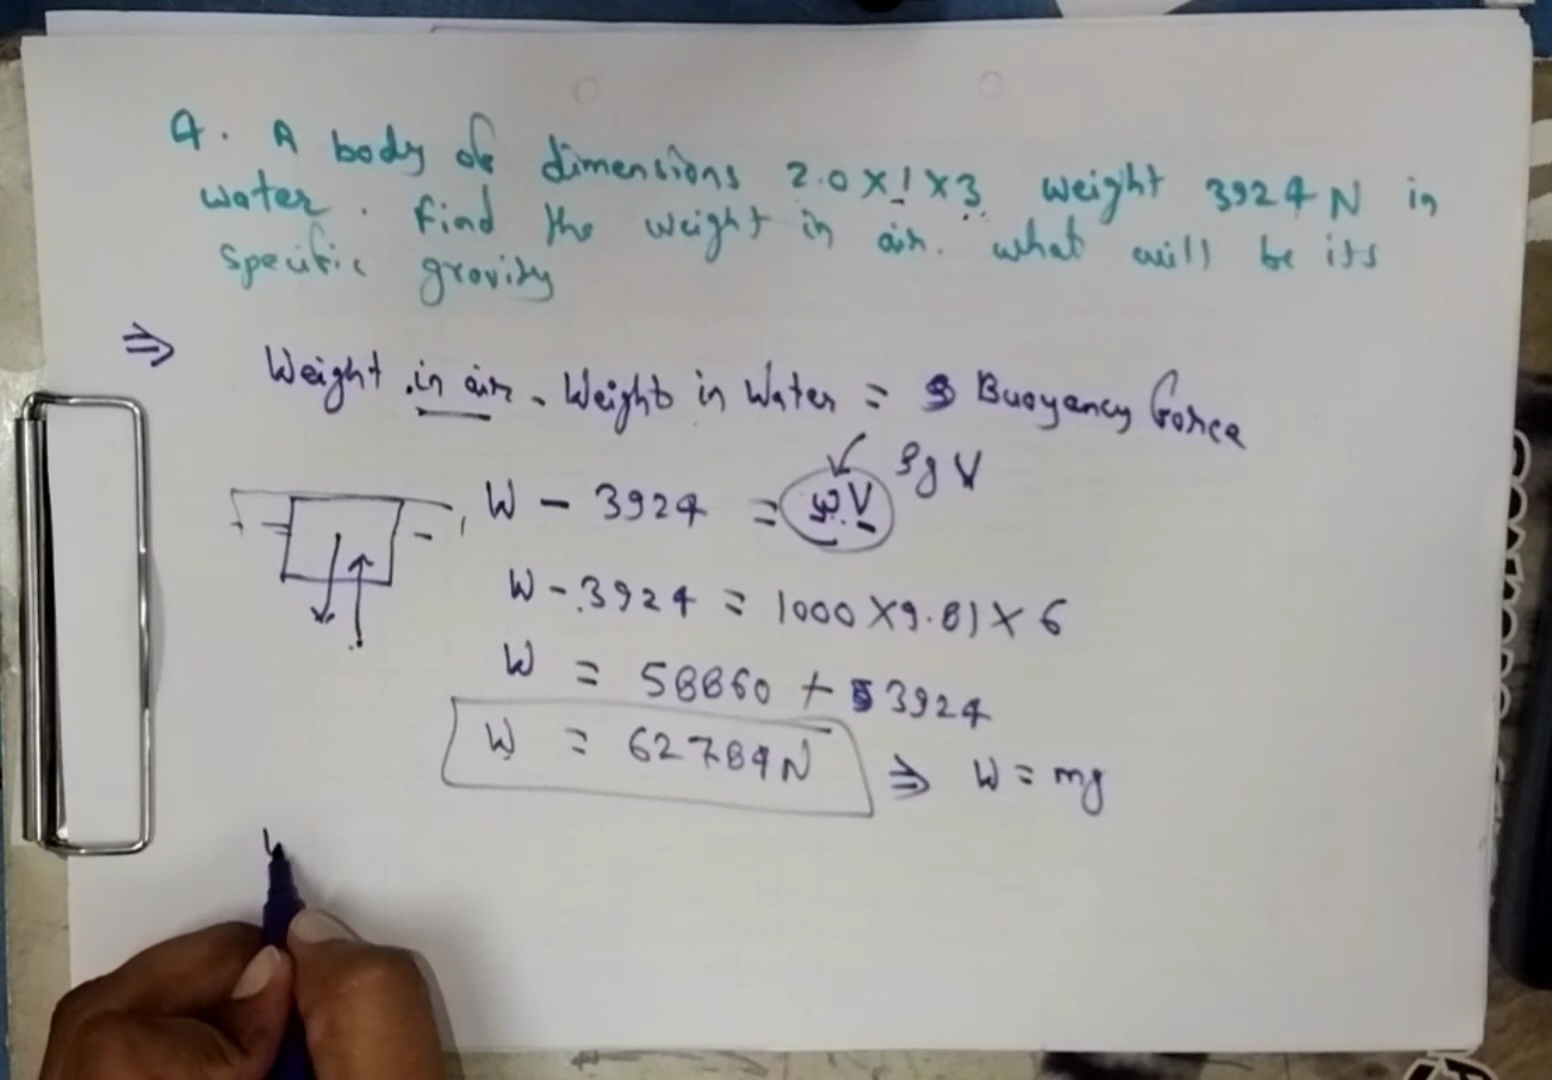 Q. A body of dimensions 2.0 x 1 x 3 weight 3924 N in
water. find the weight in air. what will be its
specific gravity
⇒ Weight in air - Weight in Water = Buoyancy force
ρgV
W - 3924 = ωV
W - 3924 = 1000 x 9.81 x 6
W = 58860 + 3924
W = 62784 N ⇒ W = mg